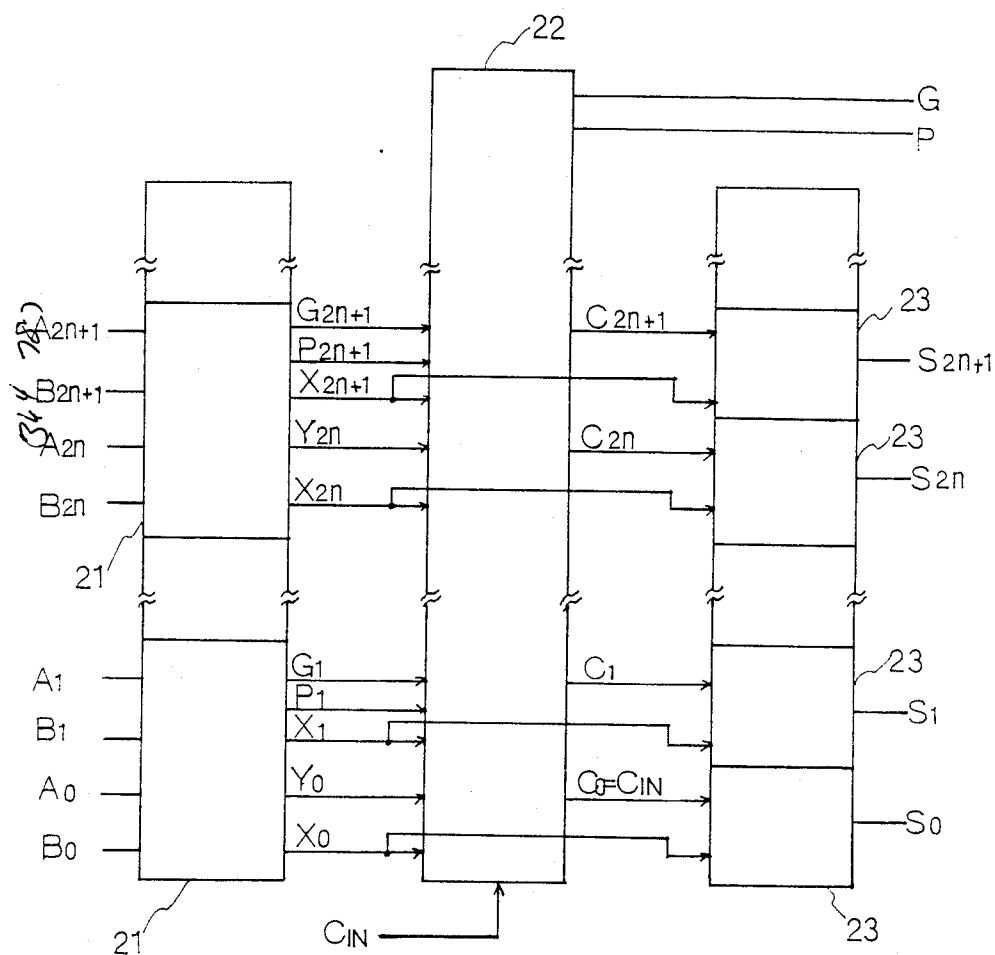 22
G
P
A2n+1
G2n+1
C2n+1
23
P2n+1
S2n+1
B2n+1
X2n+1
A2n
Y2n
C2n
23
S2n
B2n
X2n
21
A1
G1
C1
23
P1
S1
B1
X1
A0
Y0
C0=CIN
S0
B0
X0
21
CIN
23